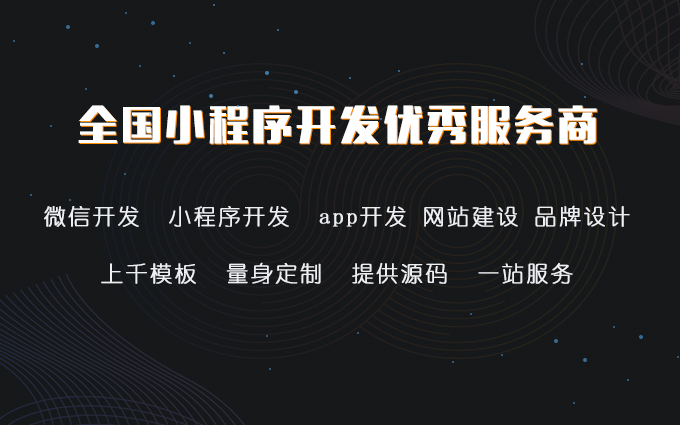 全国小程序开发优秀服务商
微信开发 小程序开发 app开发 网站建设 品牌设计
上千模板 量身定制 提供源码 一站服务